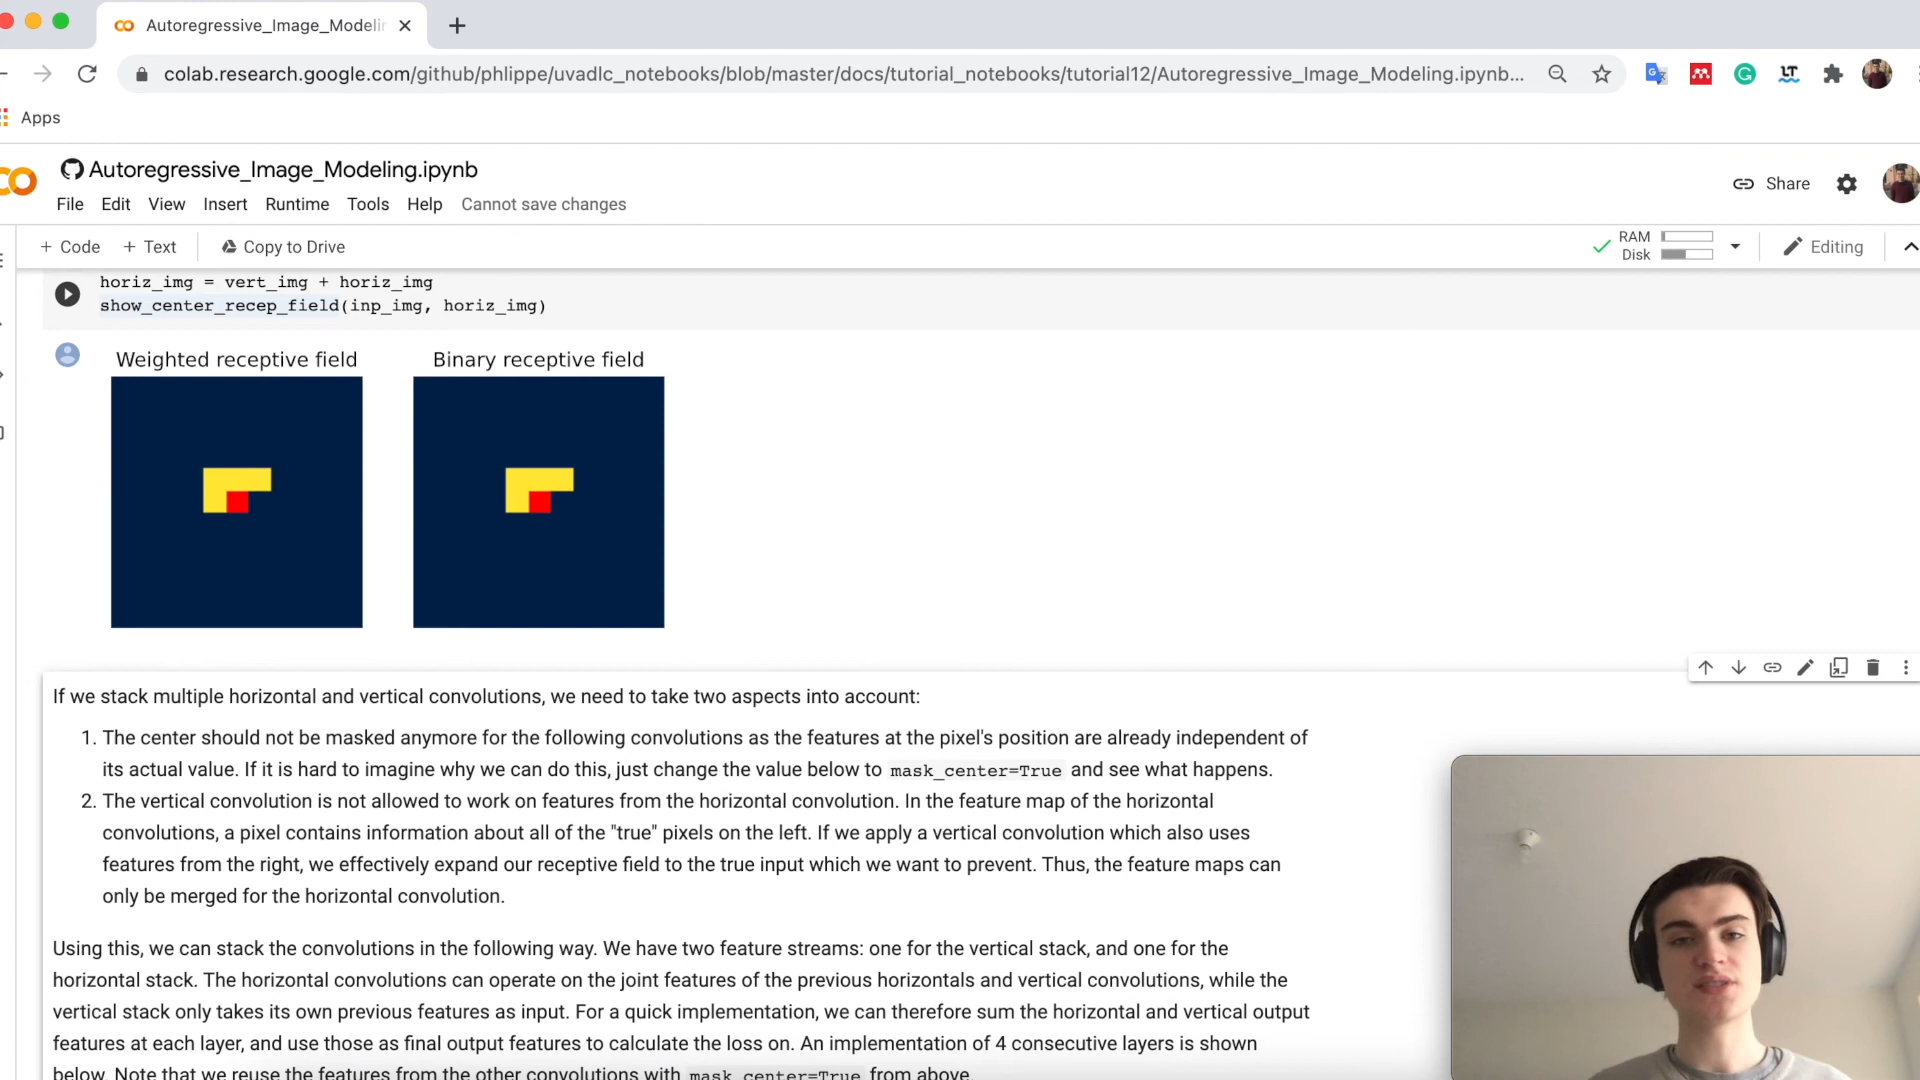 Autoregressive_Image_Modelin
colab.research.google.com/github/phlippe/uvadlc_notebooks/blob/master/docs/tutorial_notebooks/tutorial12/Autoregressive_Image_Modeling.ipynb...
Apps
Autoregressive_Image_Modeling.ipynb
Share
File Edit View Insert Runtime Tools Help Cannot save changes
+ Code + Text Copy to Drive
RAM
Disk
Editing
horiz_img = vert_img + horiz_img
show_center_recep_field(inp_img, horiz_img)
Weighted receptive field Binary receptive field
If we stack multiple horizontal and vertical convolutions, we need to take two aspects into account:
1. The center should not be masked anymore for the following convolutions as the features at the pixel's position are already independent of
its actual value. If it is hard to imagine why we can do this, just change the value below to mask_center=True and see what happens.
2. The vertical convolution is not allowed to work on features from the horizontal convolution. In the feature map of the horizontal
convolutions, a pixel contains information about all of the "true" pixels on the left. If we apply a vertical convolution which also uses
features from the right, we effectively expand our receptive field to the true input which we want to prevent. Thus, the feature maps can
only be merged for the horizontal convolution.
Using this, we can stack the convolutions in the following way. We have two feature streams: one for the vertical stack, and one for the
horizontal stack. The horizontal convolutions can operate on the joint features of the previous horizontals and vertical convolutions, while the
vertical stack only takes its own previous features as input. For a quick implementation, we can therefore sum the horizontal and vertical output
features at each layer, and use those as final output features to calculate the loss on. An implementation of 4 consecutive layers is shown
below. Note that we reuse the features from the other convolutions with mask_center=True from above.